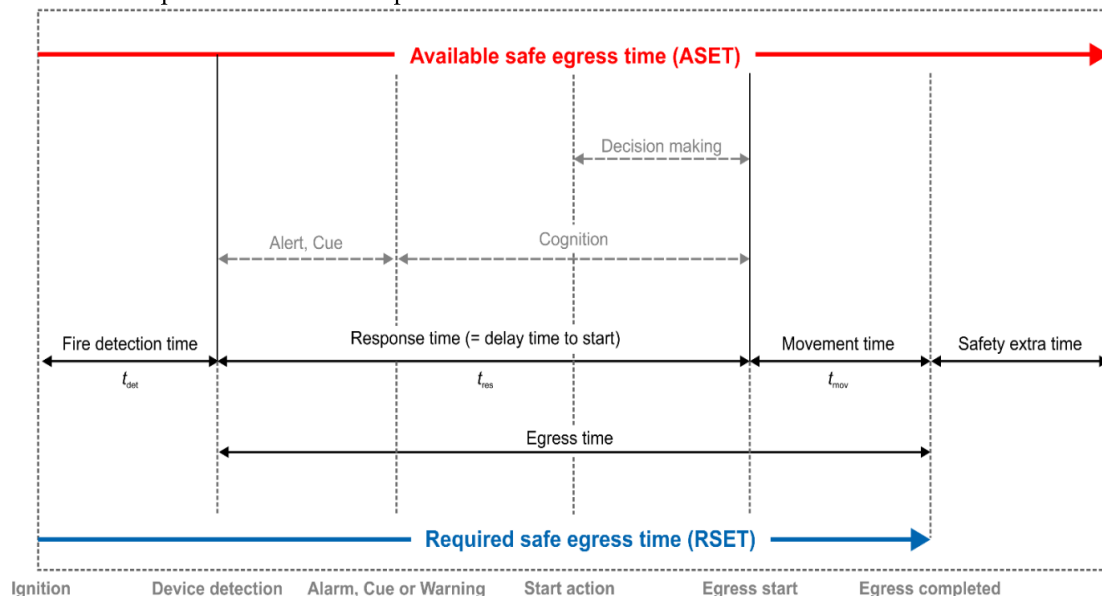 Available safe egress time (ASET)
Decision making
Alert, Cue
Cognition
Fire detection time
Response time (= delay time to start)
Movement time
Safety extra time
t_det
t_res
t_mov
Egress time
Required safe egress time (RSET)
Ignition
Device detection
Alarm, Cue or Warning
Start action
Egress start
Egress completed